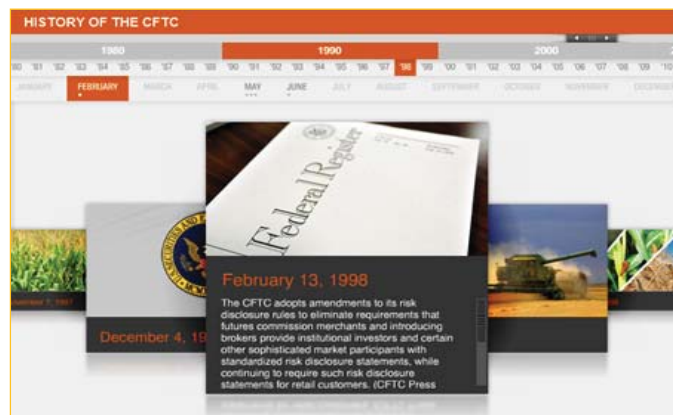 HISTORY OF THE CFTC
1980 1990 2000
'81 '82 '83 '84 '85 '86 '87 '88 '89 '90 '91 '92 '93 '94 '95 '96 '97 '98 '99 '00 '01 '02 '03 '04 '05 '06 '07 '08 '09 '10
JANUARY FEBRUARY MARCH APRIL MAY JUNE JULY AUGUST SEPTEMBER OCTOBER NOVEMBER
Federal Register
February 13, 1998
The CFTC adopts amendments to its risk
disclosure rules to eliminate requirements that
futures commission merchants and introducing
brokers provide institutional investors and certain
other sophisticated market participants with
standardized risk disclosure statements, while
continuing to require such risk disclosure
statements for retail customers. (CFTC Press
December 4, 19